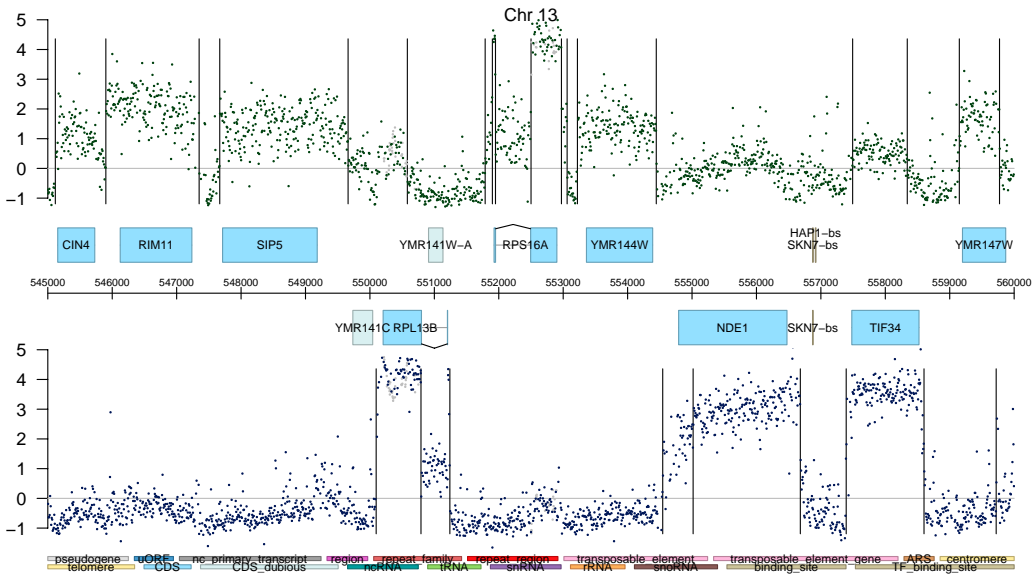 Chr 13
5
4
3
2
1
0
−1
HAP1−bs
CIN4 RIM11 SIP5 YMR141W−A RPS16A YMR144W SKN7−bs YMR147W
545000 546000 547000 548000 549000 550000 551000 552000 553000 554000 555000 556000 557000 558000 559000 560000
YMR141C RPL13B NDE1 SKN7−bs TIF34
5
4
3
2
1
0
−1
pseudogene uORF nc_primary_transcript region repeat_family repeat_region transposable_element transposable_element_gene ARS centromere
telomere CDS CDS_dubious ncRNA tRNA snRNA rRNA snoRNA binding_site TF_binding_site